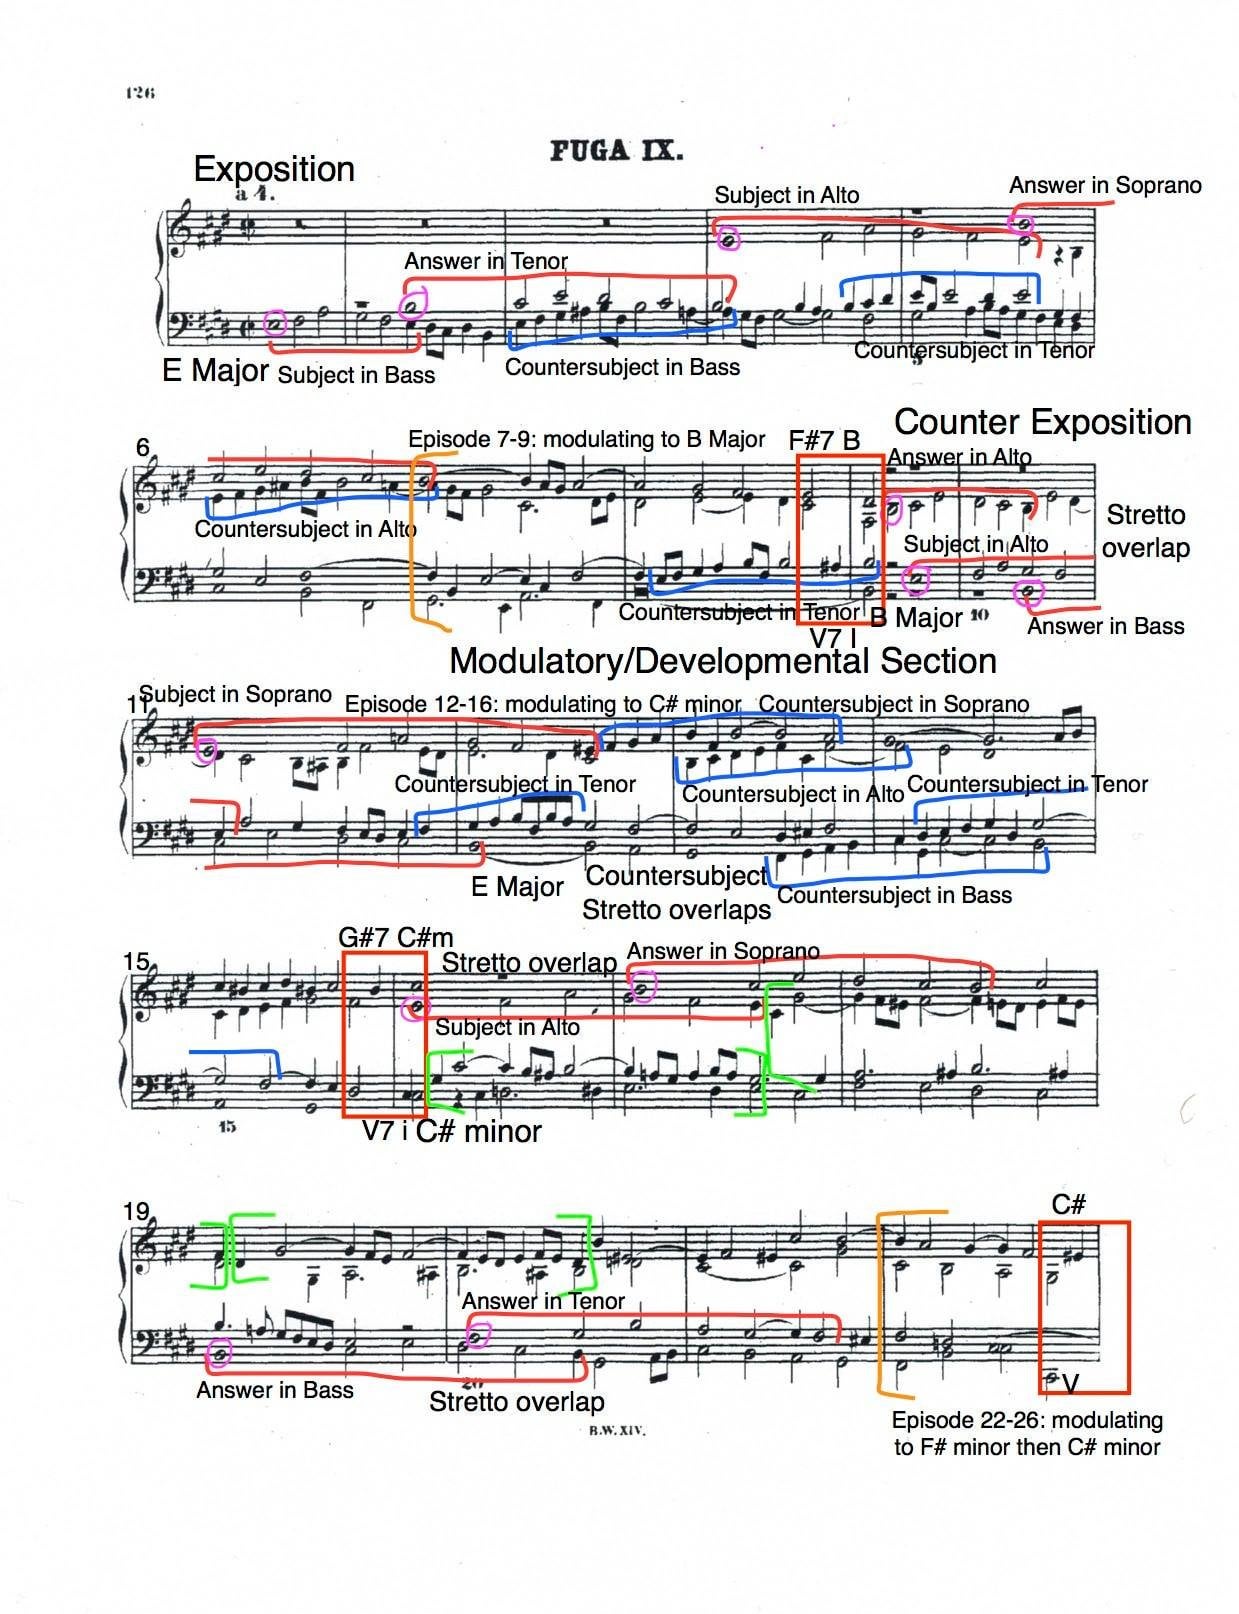 126
FUGA IX.
Exposition
a 4.
Subject in Alto
Answer in Soprano
Answer in Tenor
E Major
Subject in Bass
Countersubject in Bass
Countersubject in Tenor
5
6
Episode 7-9: modulating to B Major
F#7 B
Counter Exposition
Answer in Alto
Countersubject in Alto
Stretto
overlap
Subject in Alto
Countersubject in Tenor
V7 I
B Major
10
Answer in Bass
Modulatory/Developmental Section
11
Subject in Soprano
Episode 12-16: modulating to C# minor
Countersubject in Soprano
Countersubject in Tenor
Countersubject in Alto
Countersubject in Tenor
E Major
Countersubject
Stretto overlaps
Countersubject in Bass
15
G#7 C#m
Stretto overlap
Answer in Soprano
Subject in Alto
15
V7 i
C# minor
19
C#
Answer in Tenor
Answer in Bass
20
Stretto overlap
V
B.W. XIV.
Episode 22-26: modulating
to F# minor then C# minor